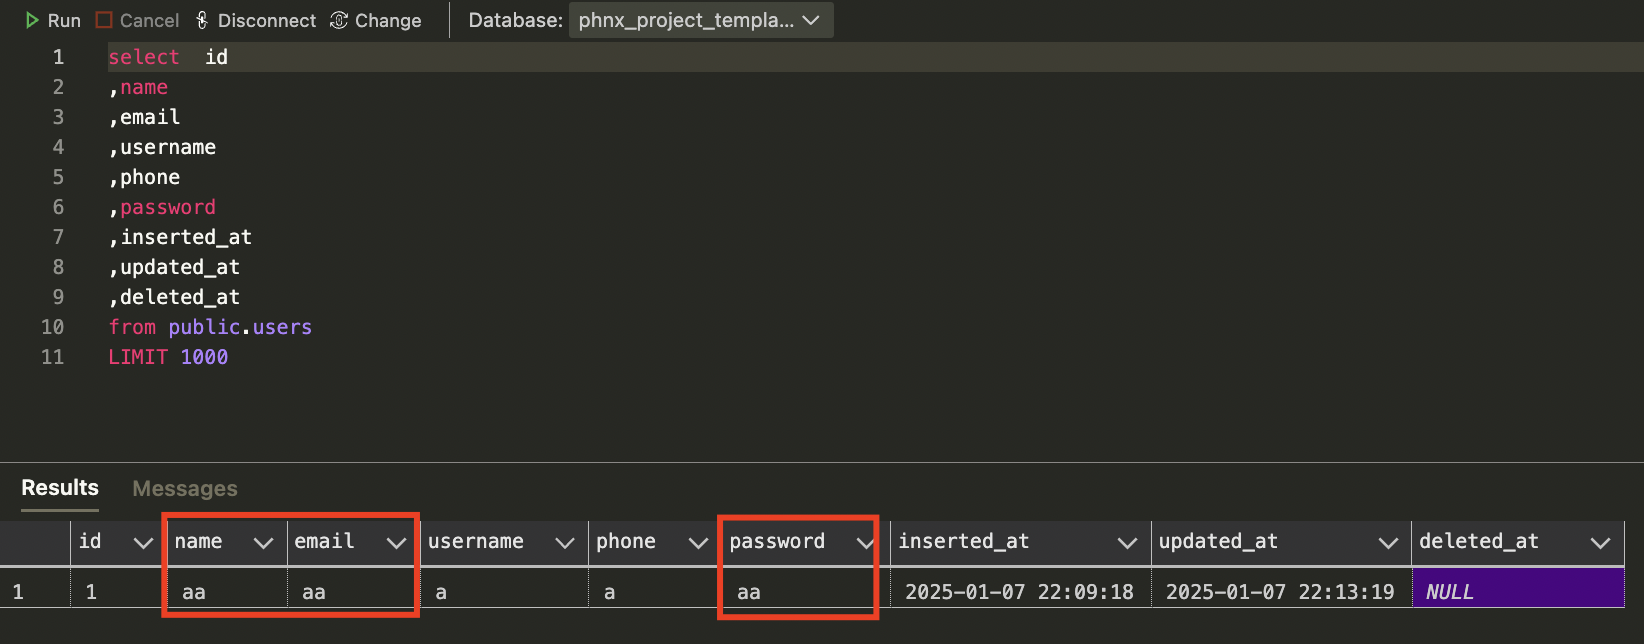 Run Cancel Disconnect Change Database: phnx_project_templa...
1 select  id
2 ,name
3 ,email
4 ,username
5 ,phone
6 ,password
7 ,inserted_at
8 ,updated_at
9 ,deleted_at
10 from public.users
11 LIMIT 1000
Results Messages
id name email username phone password inserted_at updated_at deleted_at
1 1 aa aa a a aa 2025-01-07 22:09:18 2025-01-07 22:13:19 NULL